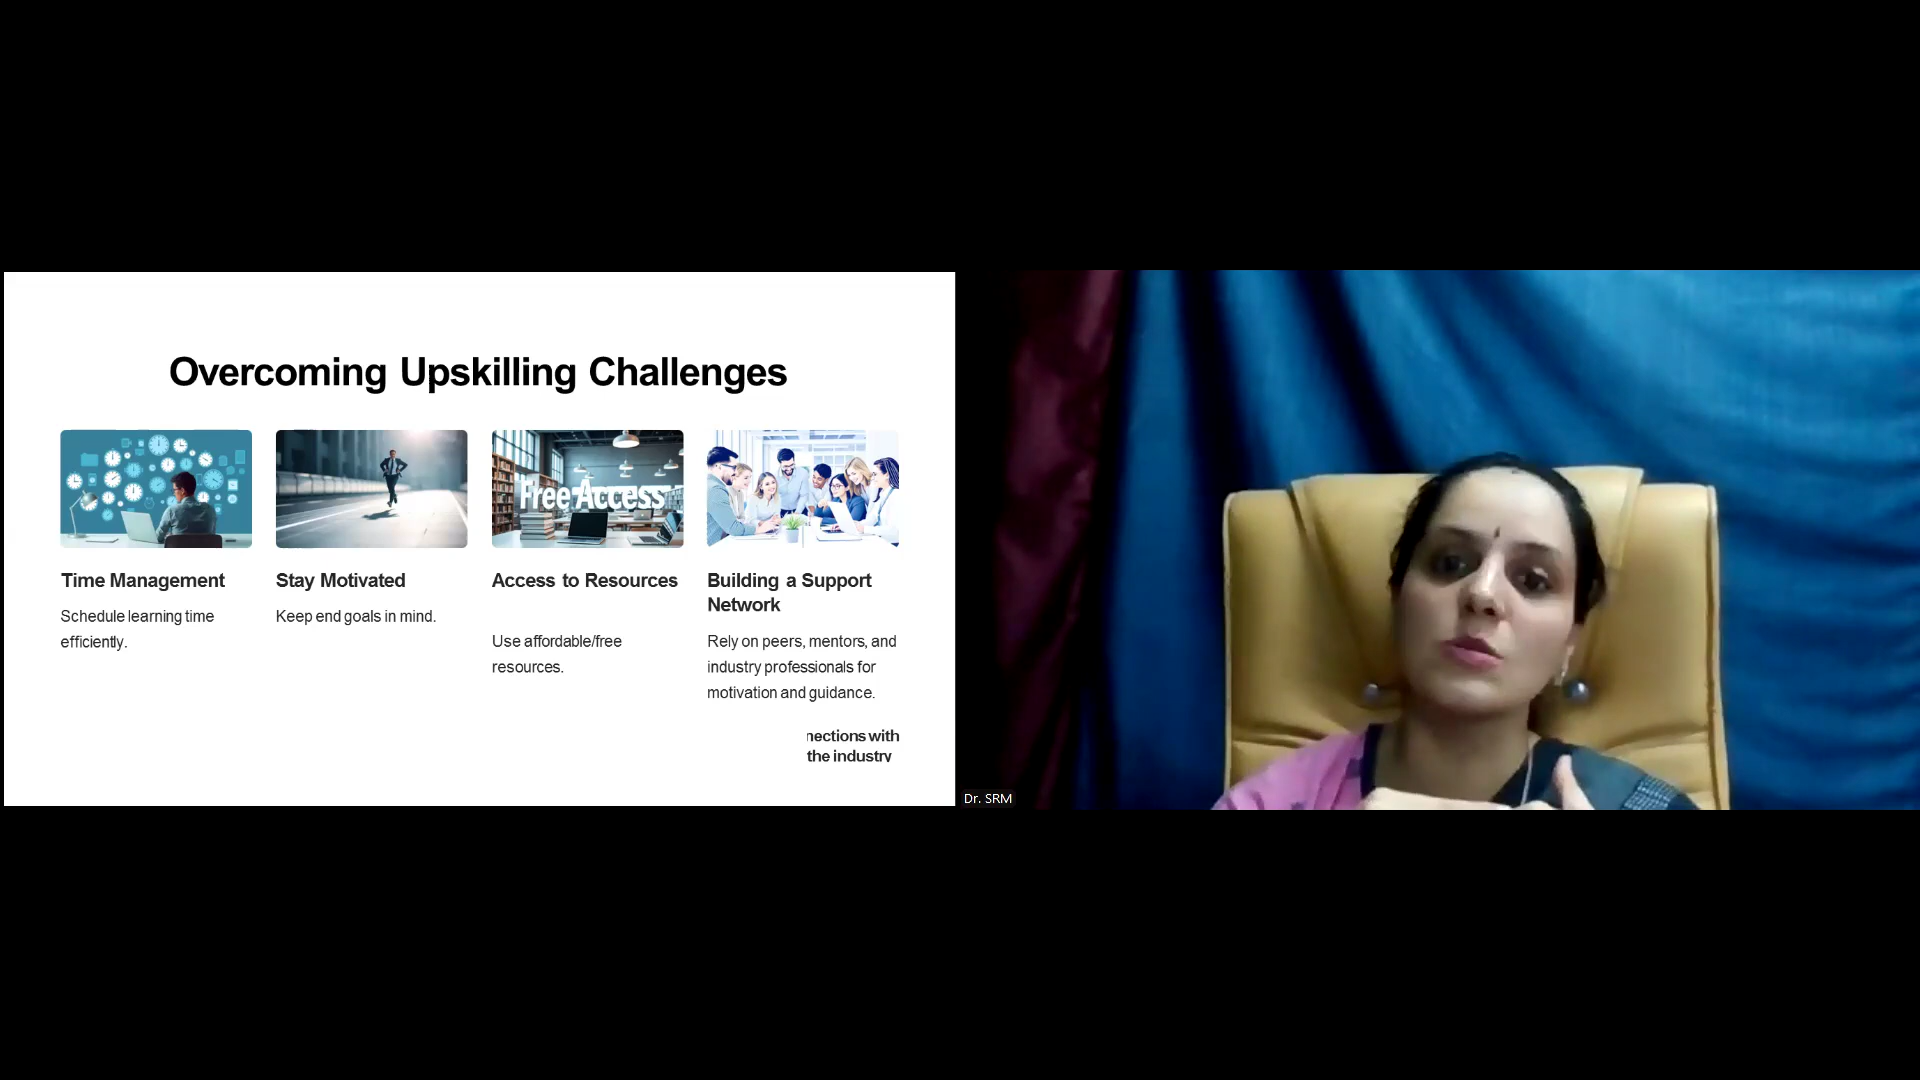 Overcoming Upskilling Challenges
Free Access
Time Management
Schedule learning time
efficiently.
Stay Motivated
Keep end goals in mind.
Access to Resources
Use affordable/free
resources.
Building a Support
Network
Rely on peers, mentors, and
industry professionals for
motivation and guidance.
nections with
the industry
Dr. SRM